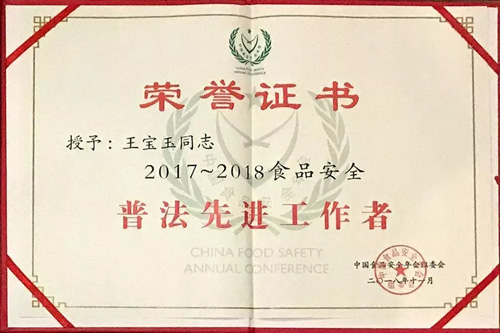 CHINA FOOD SAFETY
ANNUAL CONFERENCE
荣誉证书
授予：王宝玉同志
2017~2018食品安全
普法先进工作者
CHINA FOOD SAFETY
ANNUAL CONFERENCE
中国食品安全年会组委会
二〇一八年十一月